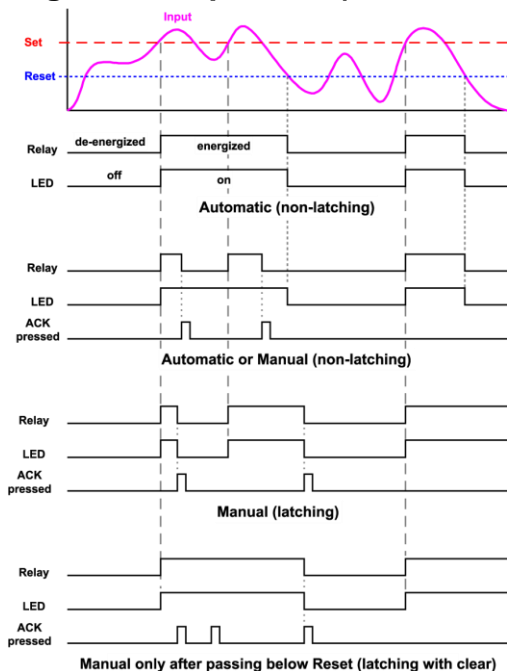 Input
Set
Reset
de-energized energized
Relay
off on
LED
Automatic (non-latching)
Relay
LED
ACK
pressed
Automatic or Manual (non-latching)
Relay
LED
ACK
pressed
Manual (latching)
Relay
LED
ACK
pressed
Manual only after passing below Reset (latching with clear)